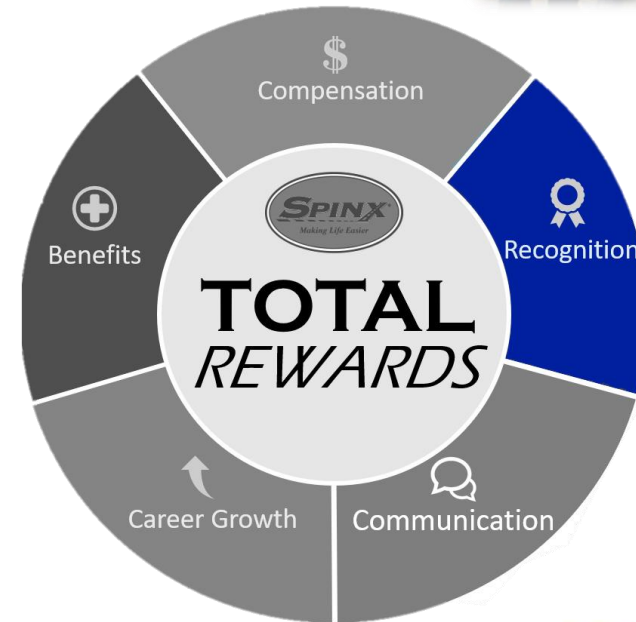 $
Compensation
Benefits
Recognition
SPINX
Making Life Easier
TOTAL
REWARDS
Career Growth
Communication